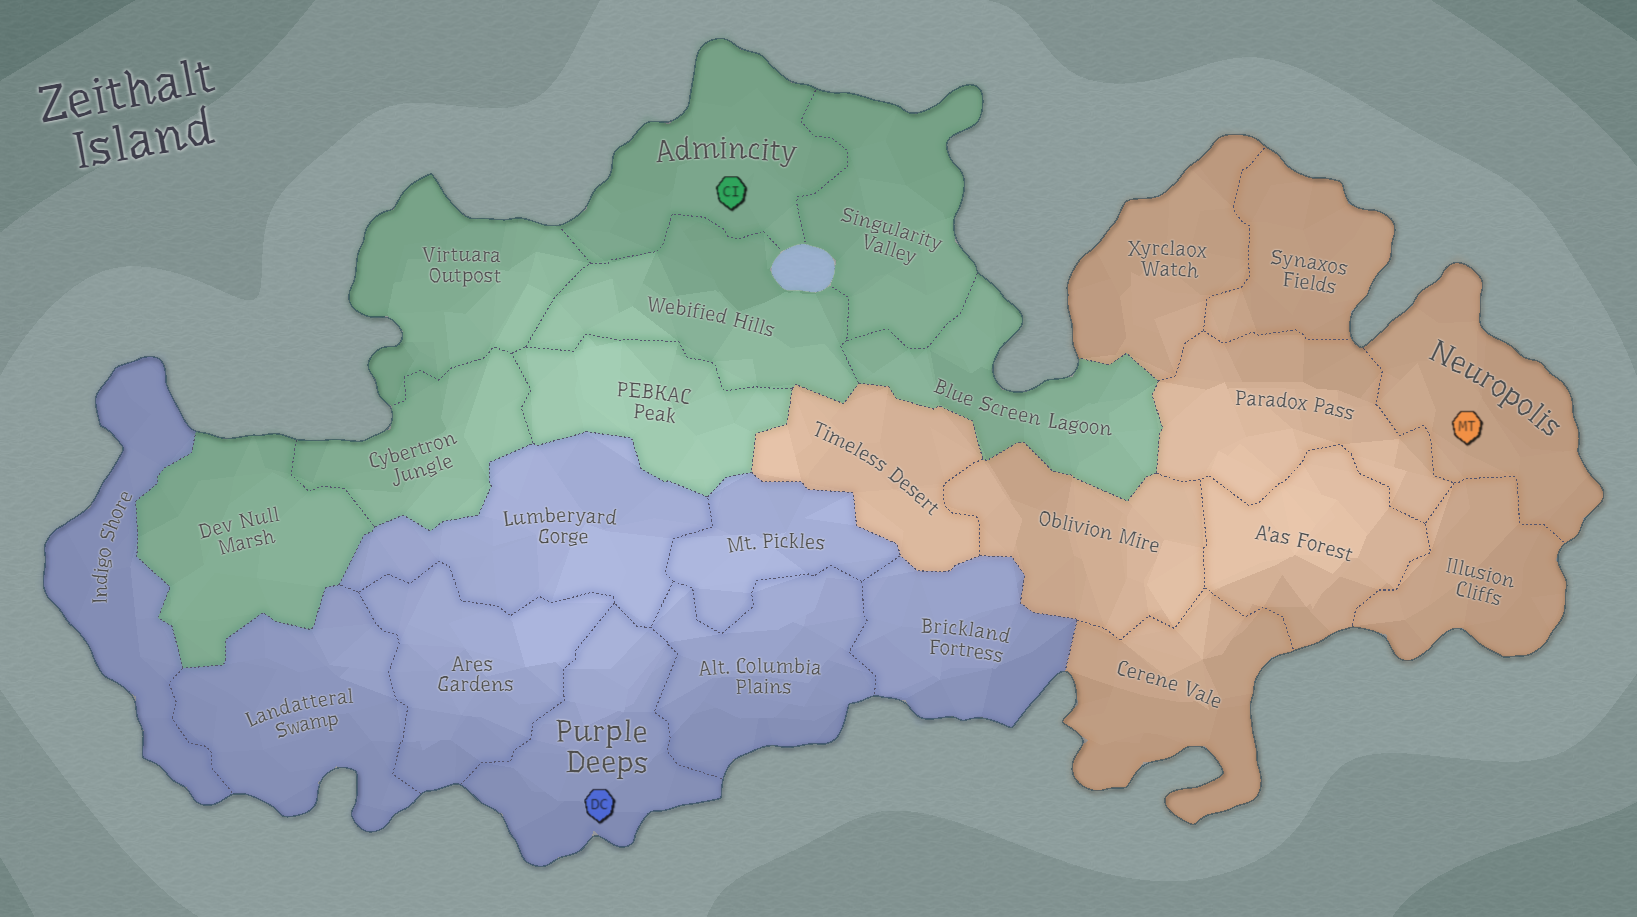 Zeithalt
Island
Admincity
CI
Singularity
Valley
Virtuara
Outpost
Webified Hills
Xyrclaox
Watch
Synaxos
Fields
Neuropolis
MT
PEBKAC
Peak
Blue Screen Lagoon
Paradox Pass
Cybertron
Jungle
Timeless Desert
Indigo Shore
Dev Null
Marsh
Lumberyard
Gorge
Mt. Pickles
Oblivion Mire
A'as Forest
Illusion
Cliffs
Brickland
Fortress
Ares
Gardens
Alt. Columbia
Plains
Cerene Vale
Landatteral
Swamp
Purple
Deeps
DC